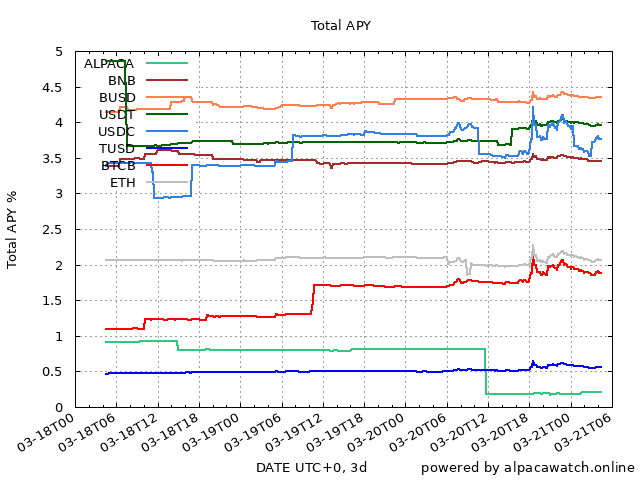 Total APY
Total APY %
5
4.5
4
3.5
3
2.5
2
1.5
1
0.5
0
ALPACA
BNB
BUSD
USDT
USDC
TUSD
BTCB
ETH
03-18T00
03-18T06
03-18T12
03-18T18
03-19T00
03-19T06
03-19T12
03-19T18
03-20T00
03-20T06
03-20T12
03-20T18
03-21T00
03-21T06
DATE UTC+0, 3d
powered by alpacawatch.online